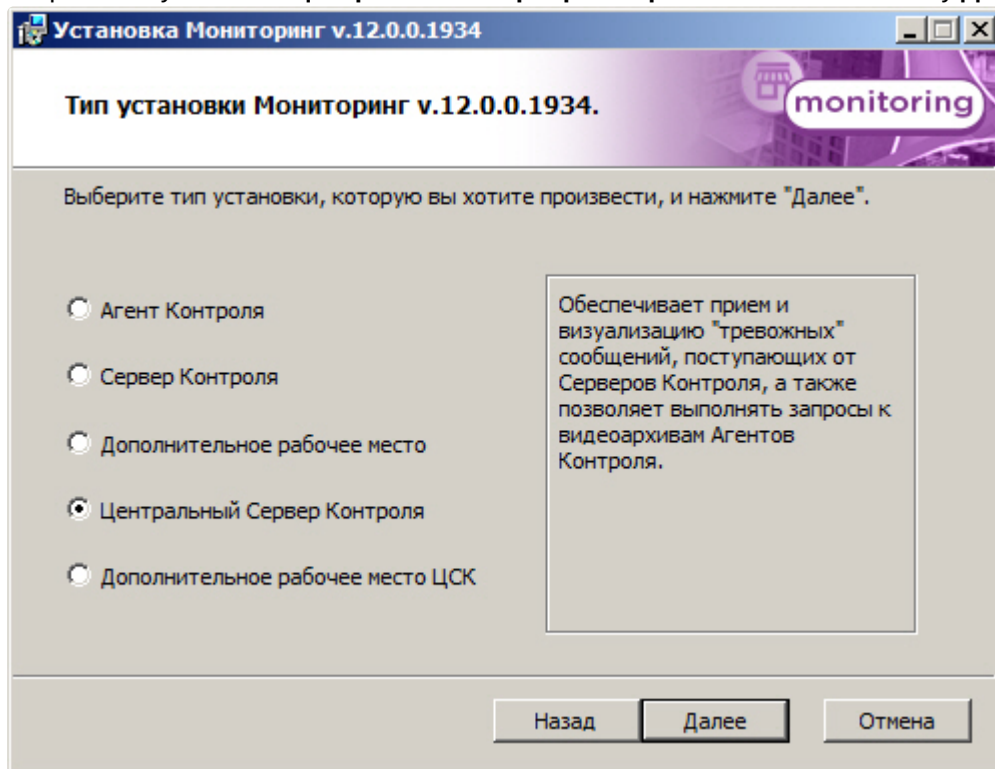 Установка Мониторинг v.12.0.0.1934
Тип установки Мониторинг v.12.0.0.1934.
monitoring
Выберите тип установки, которую вы хотите произвести, и нажмите "Далее".
Агент Контроля
Сервер Контроля
Дополнительное рабочее место
Центральный Сервер Контроля
Дополнительное рабочее место ЦСК
Обеспечивает прием и
визуализацию "тревожных"
сообщений, поступающих от
Серверов Контроля, а также
позволяет выполнять запросы к
видеоархивам Агентов
Контроля.
Назад
Далее
Отмена